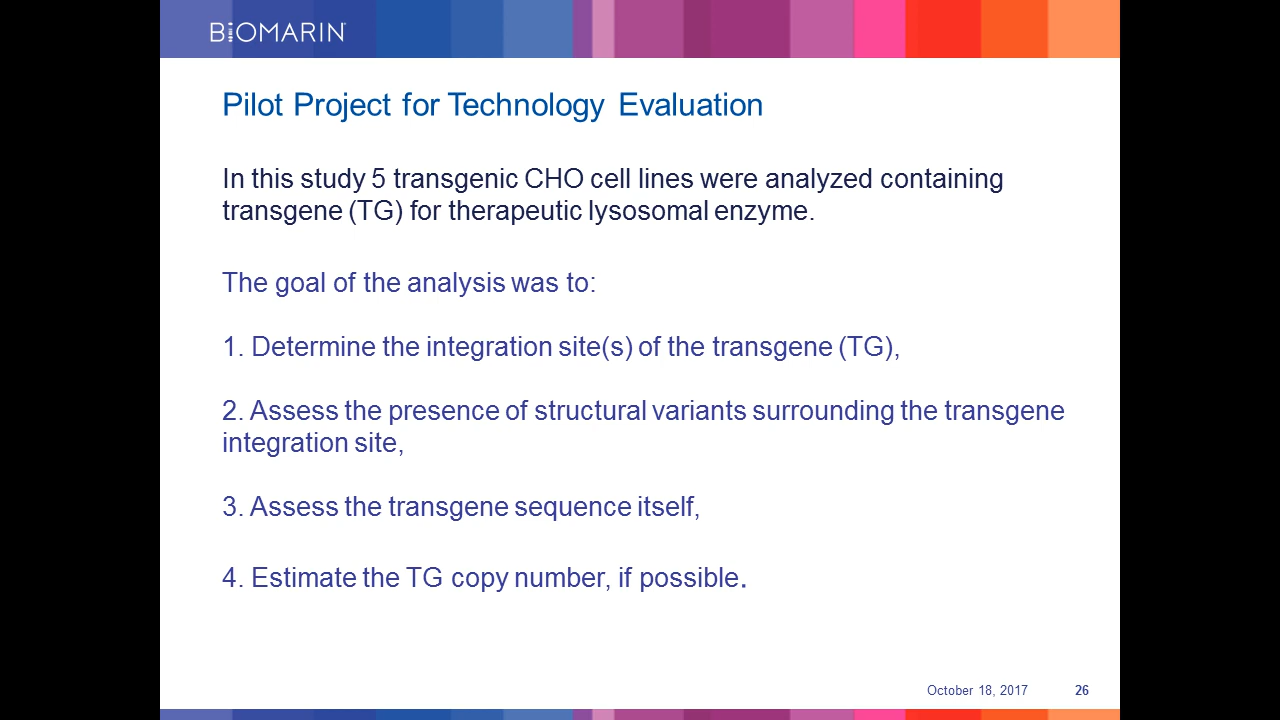 BIOMARIN
Pilot Project for Technology Evaluation
In this study 5 transgenic CHO cell lines were analyzed containing
transgene (TG) for therapeutic lysosomal enzyme.
The goal of the analysis was to:
1. Determine the integration site(s) of the transgene (TG),
2. Assess the presence of structural variants surrounding the transgene
integration site,
3. Assess the transgene sequence itself,
4. Estimate the TG copy number, if possible.
October 18, 2017 26